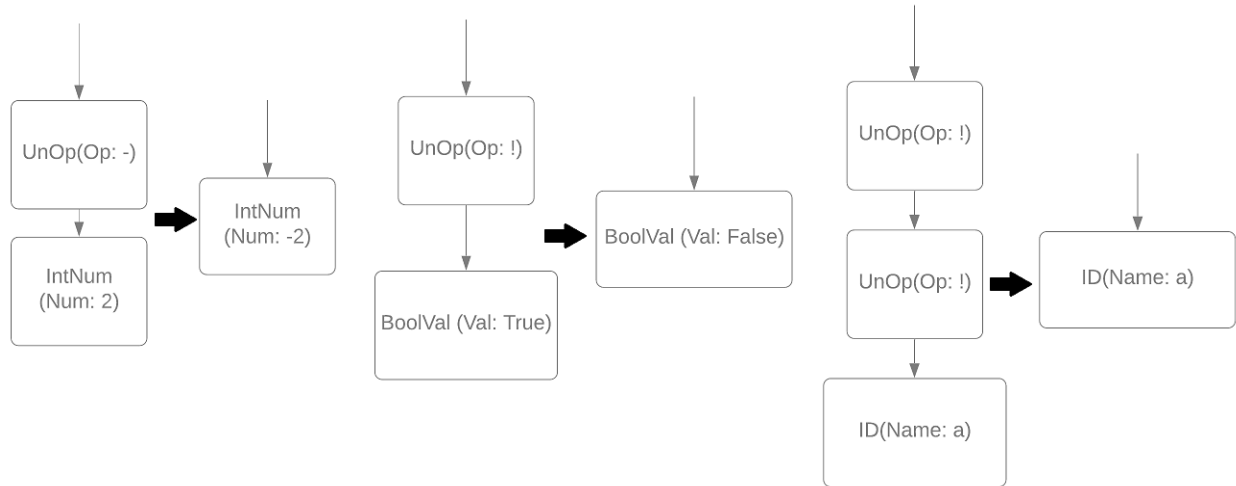 UnOp(Op: -)
IntNum
(Num: 2)
IntNum
(Num: -2)
UnOp(Op: !)
BoolVal (Val: True)
BoolVal (Val: False)
UnOp(Op: !)
UnOp(Op: !)
ID(Name: a)
ID(Name: a)